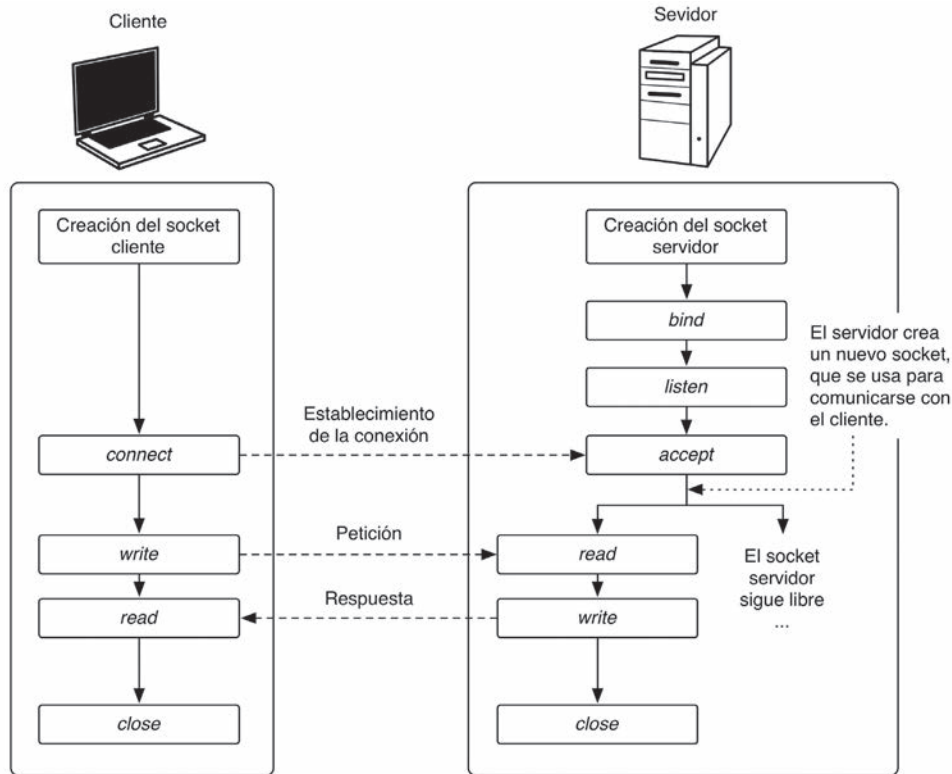 Cliente
Sevidor
Creación del socket
cliente
Creación del socket
servidor
bind
El servidor crea
un nuevo socket,
que se usa para
comunicarse con
el cliente.
listen
Establecimiento
de la conexión
connect
accept
Petición
write
read
El socket
servidor
sigue libre
...
Respuesta
read
write
close
close